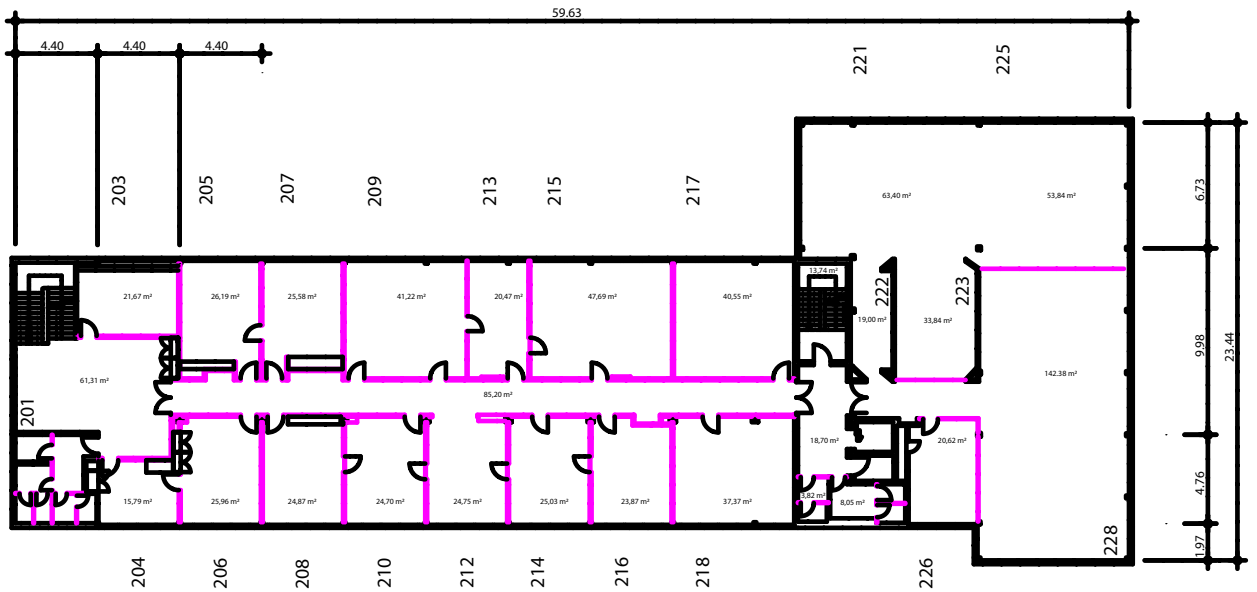 59.63
4.40 4.40 4.40
221 225
203 205 207 209 213 215 217
63,40 m² 53,84 m²
6.73
13,74 m²
222 223
21,67 m² 26,19 m² 25,58 m² 41,22 m² 20,47 m² 47,69 m² 40,55 m²
19,00 m² 33,84 m²
9.98
23.44
61,31 m² 142.38 m²
85,20 m²
201
18,70 m² 20,62 m²
4.76
15,79 m² 25,96 m² 24,87 m² 24,70 m² 24,75 m² 25,03 m² 23,87 m² 37,37 m² 3,82 m² 8,05 m²
228
1.97
204 206 208 210 212 214 216 218 226